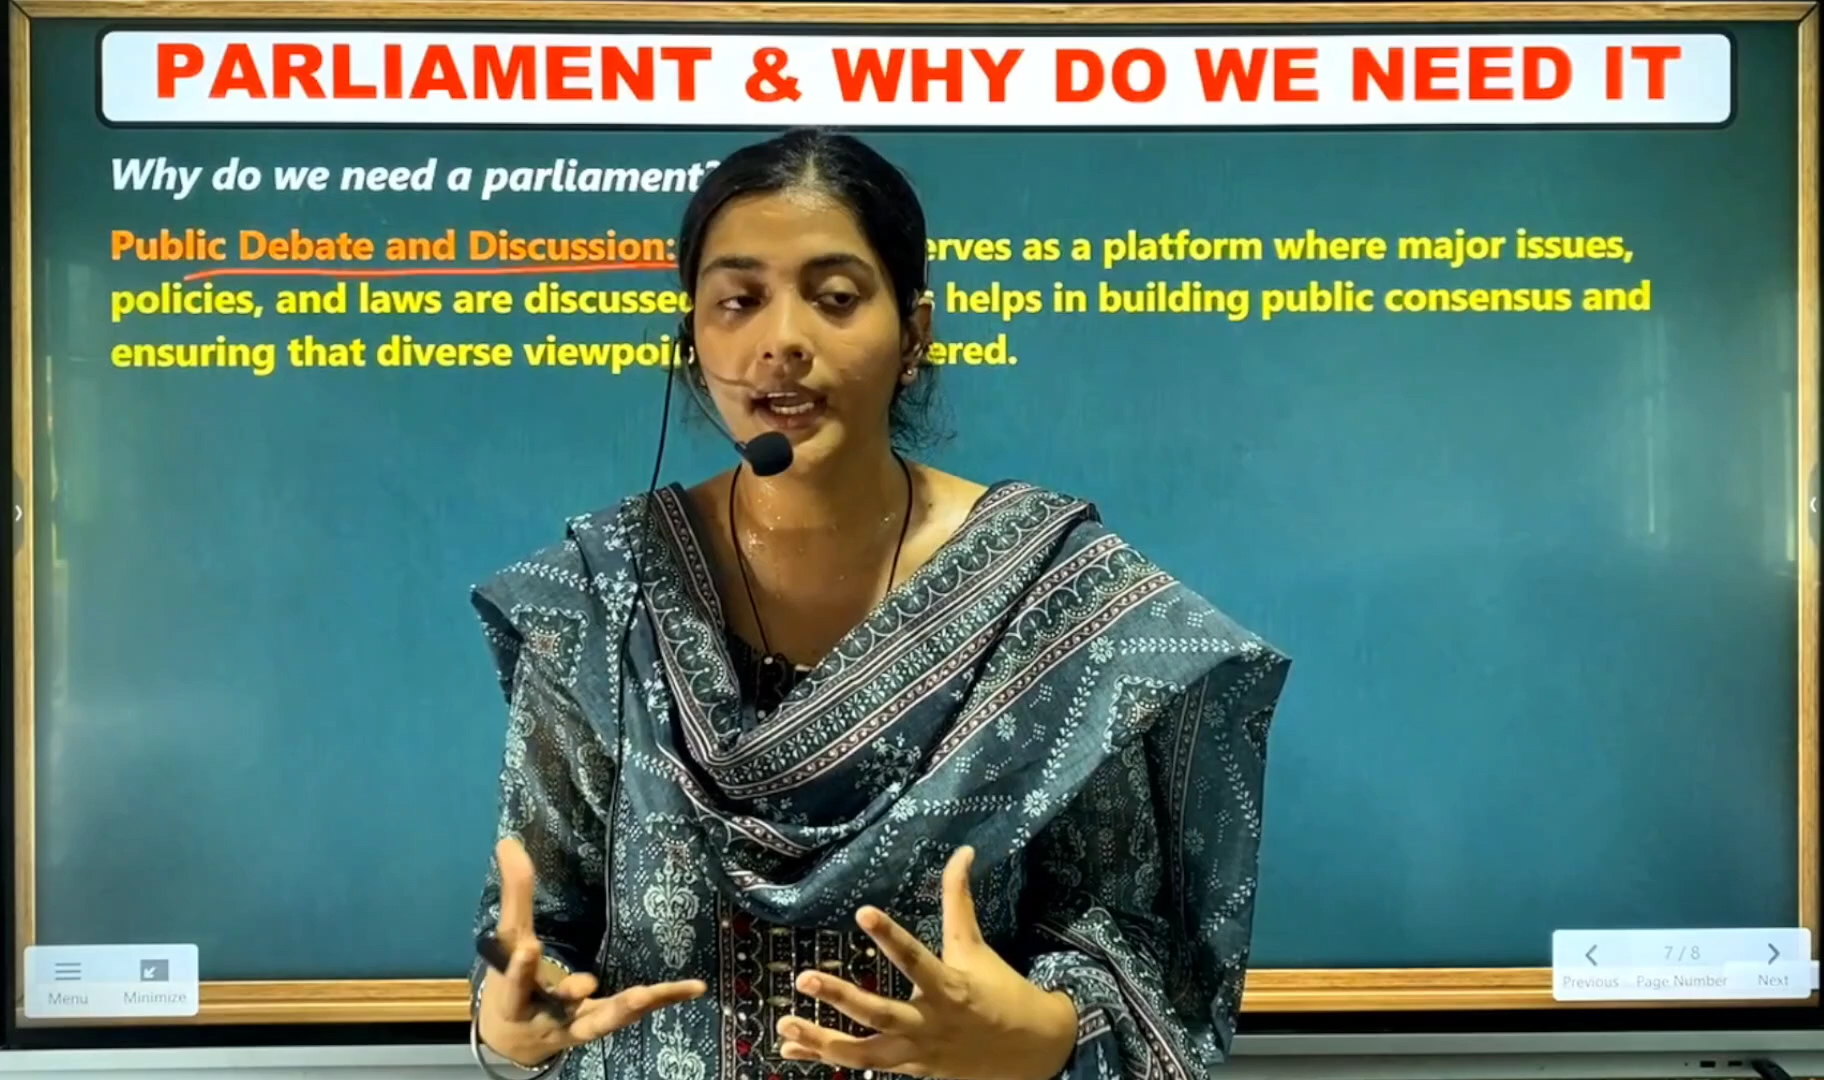 PARLIAMENT & WHY DO WE NEED IT
Why do we need a parliament?
Public Debate and Discussion: erves as a platform where major issues,
policies, and laws are discussed helps in building public consensus and
ensuring that diverse ered.
Menu
Minimize
7 / 8
Previous Page Number Next